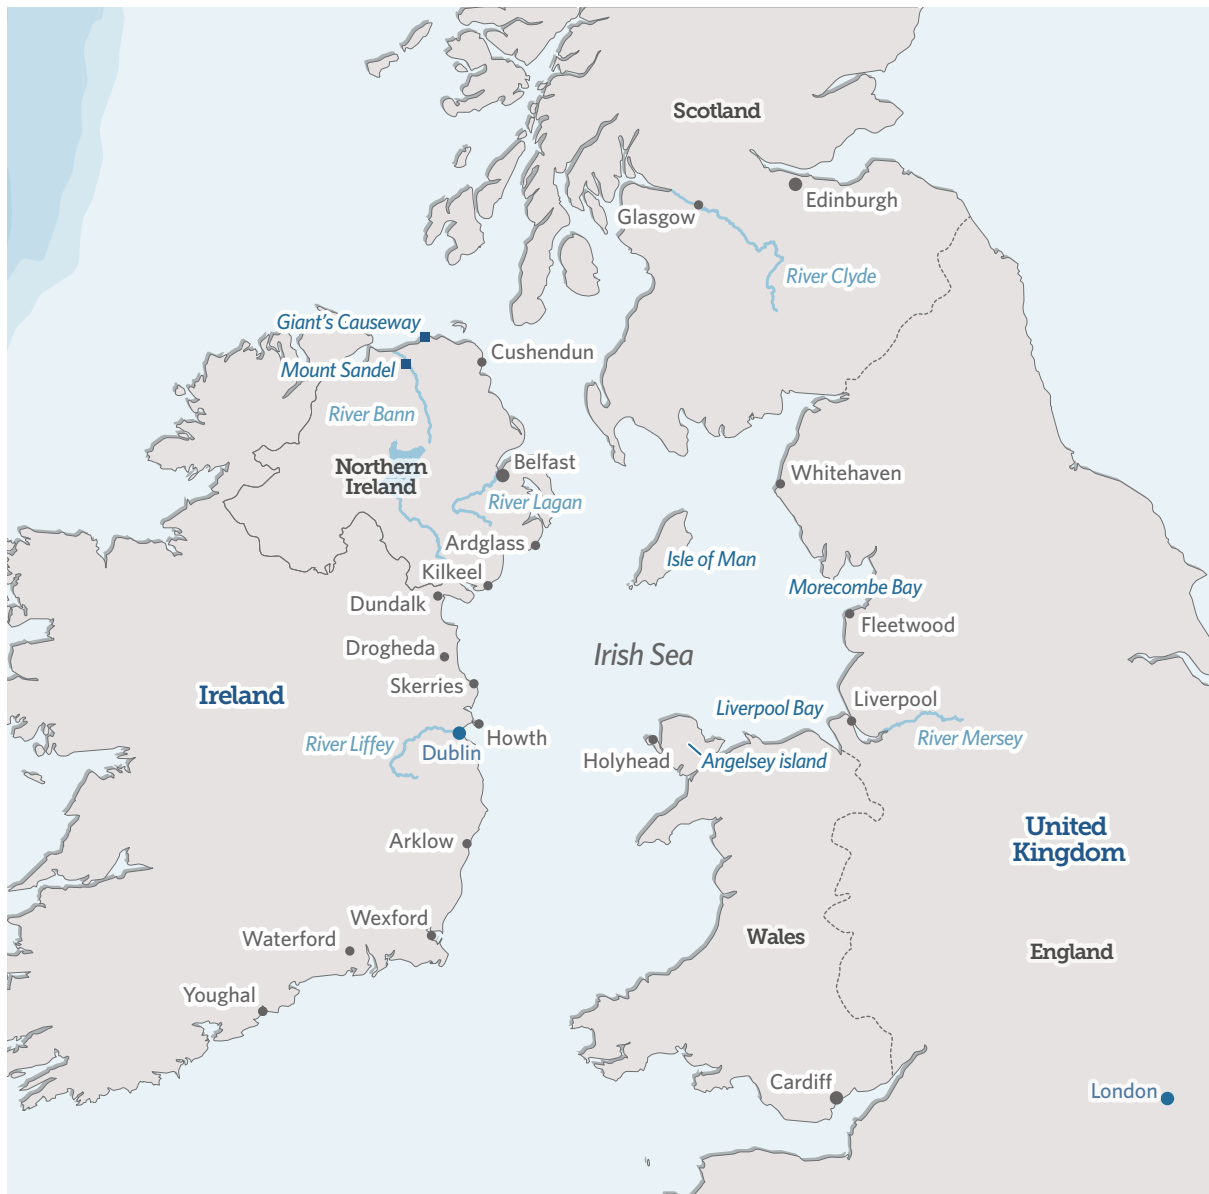 Scotland
Edinburgh
Glasgow
River Clyde
Giant's Causeway
Cushendun
Mount Sandel
River Bann
Belfast
Northern
Ireland
Whitehaven
River Lagan
Ardglass
Isle of Man
Kilkeel
Morecombe Bay
Dundalk
Fleetwood
Drogheda
Irish Sea
Skerries
Ireland
Liverpool
Liverpool Bay
River Liffey
Howth
River Mersey
Dublin
Holyhead
Angelsey island
United
Kingdom
Arklow
Wexford
Waterford
Wales
England
Youghal
Cardiff
London